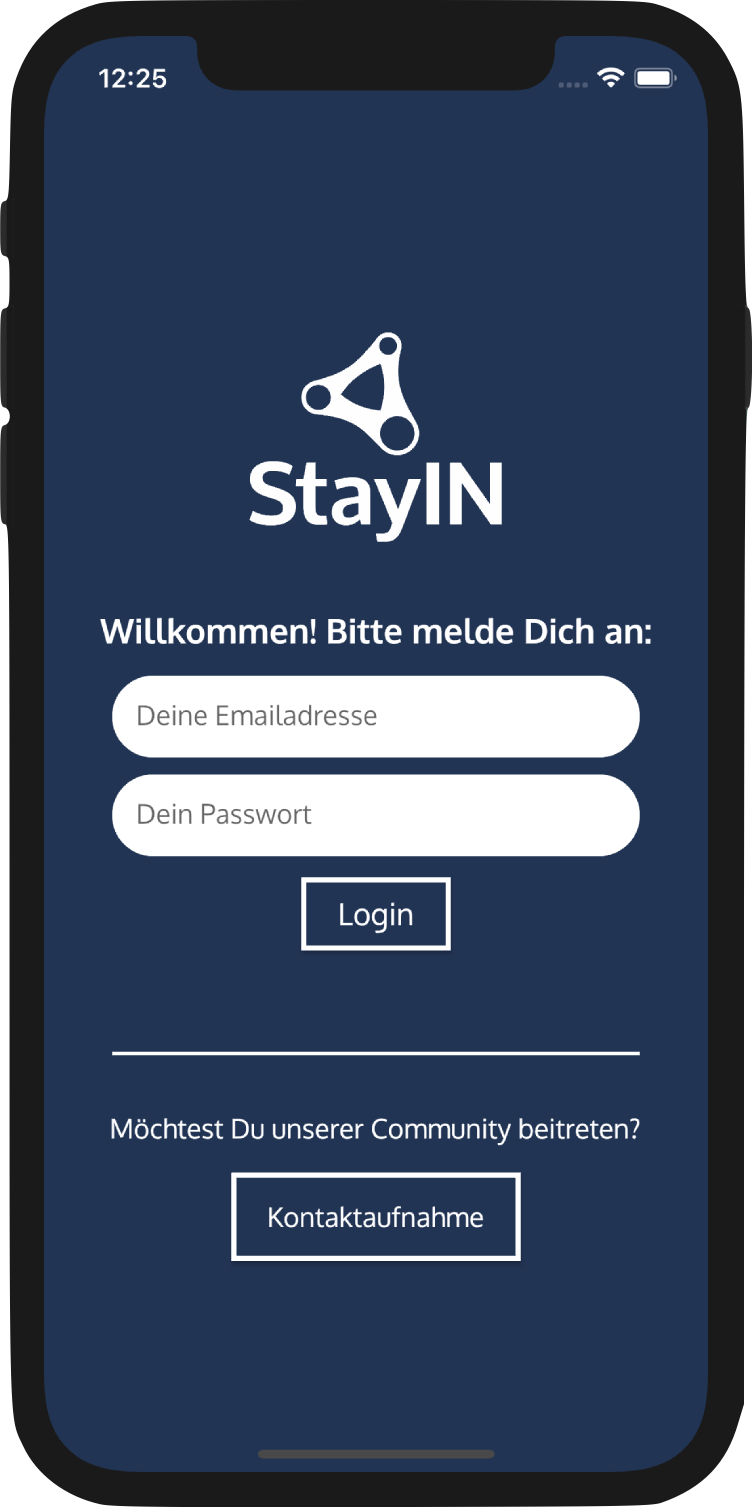 12:25
StayIN
Willkommen! Bitte melde Dich an:
Deine Emailadresse
Dein Passwort
Login
Möchtest Du unserer Community beitreten?
Kontaktaufnahme